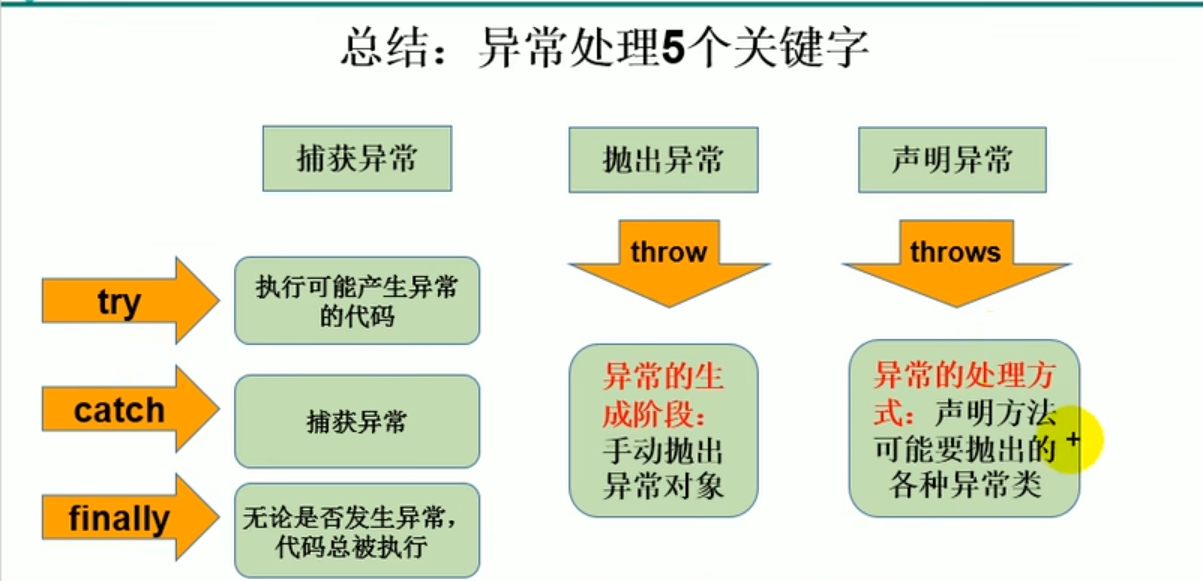 总结：异常处理5个关键字
捕获异常
抛出异常
声明异常
try
执行可能产生异常
的代码
catch
捕获异常
finally
无论是否发生异常，
代码总被执行
throw
异常的生
成阶段：
手动抛出
异常对象
throws
异常的处理方
式：声明方法
可能要抛出的
各种异常类